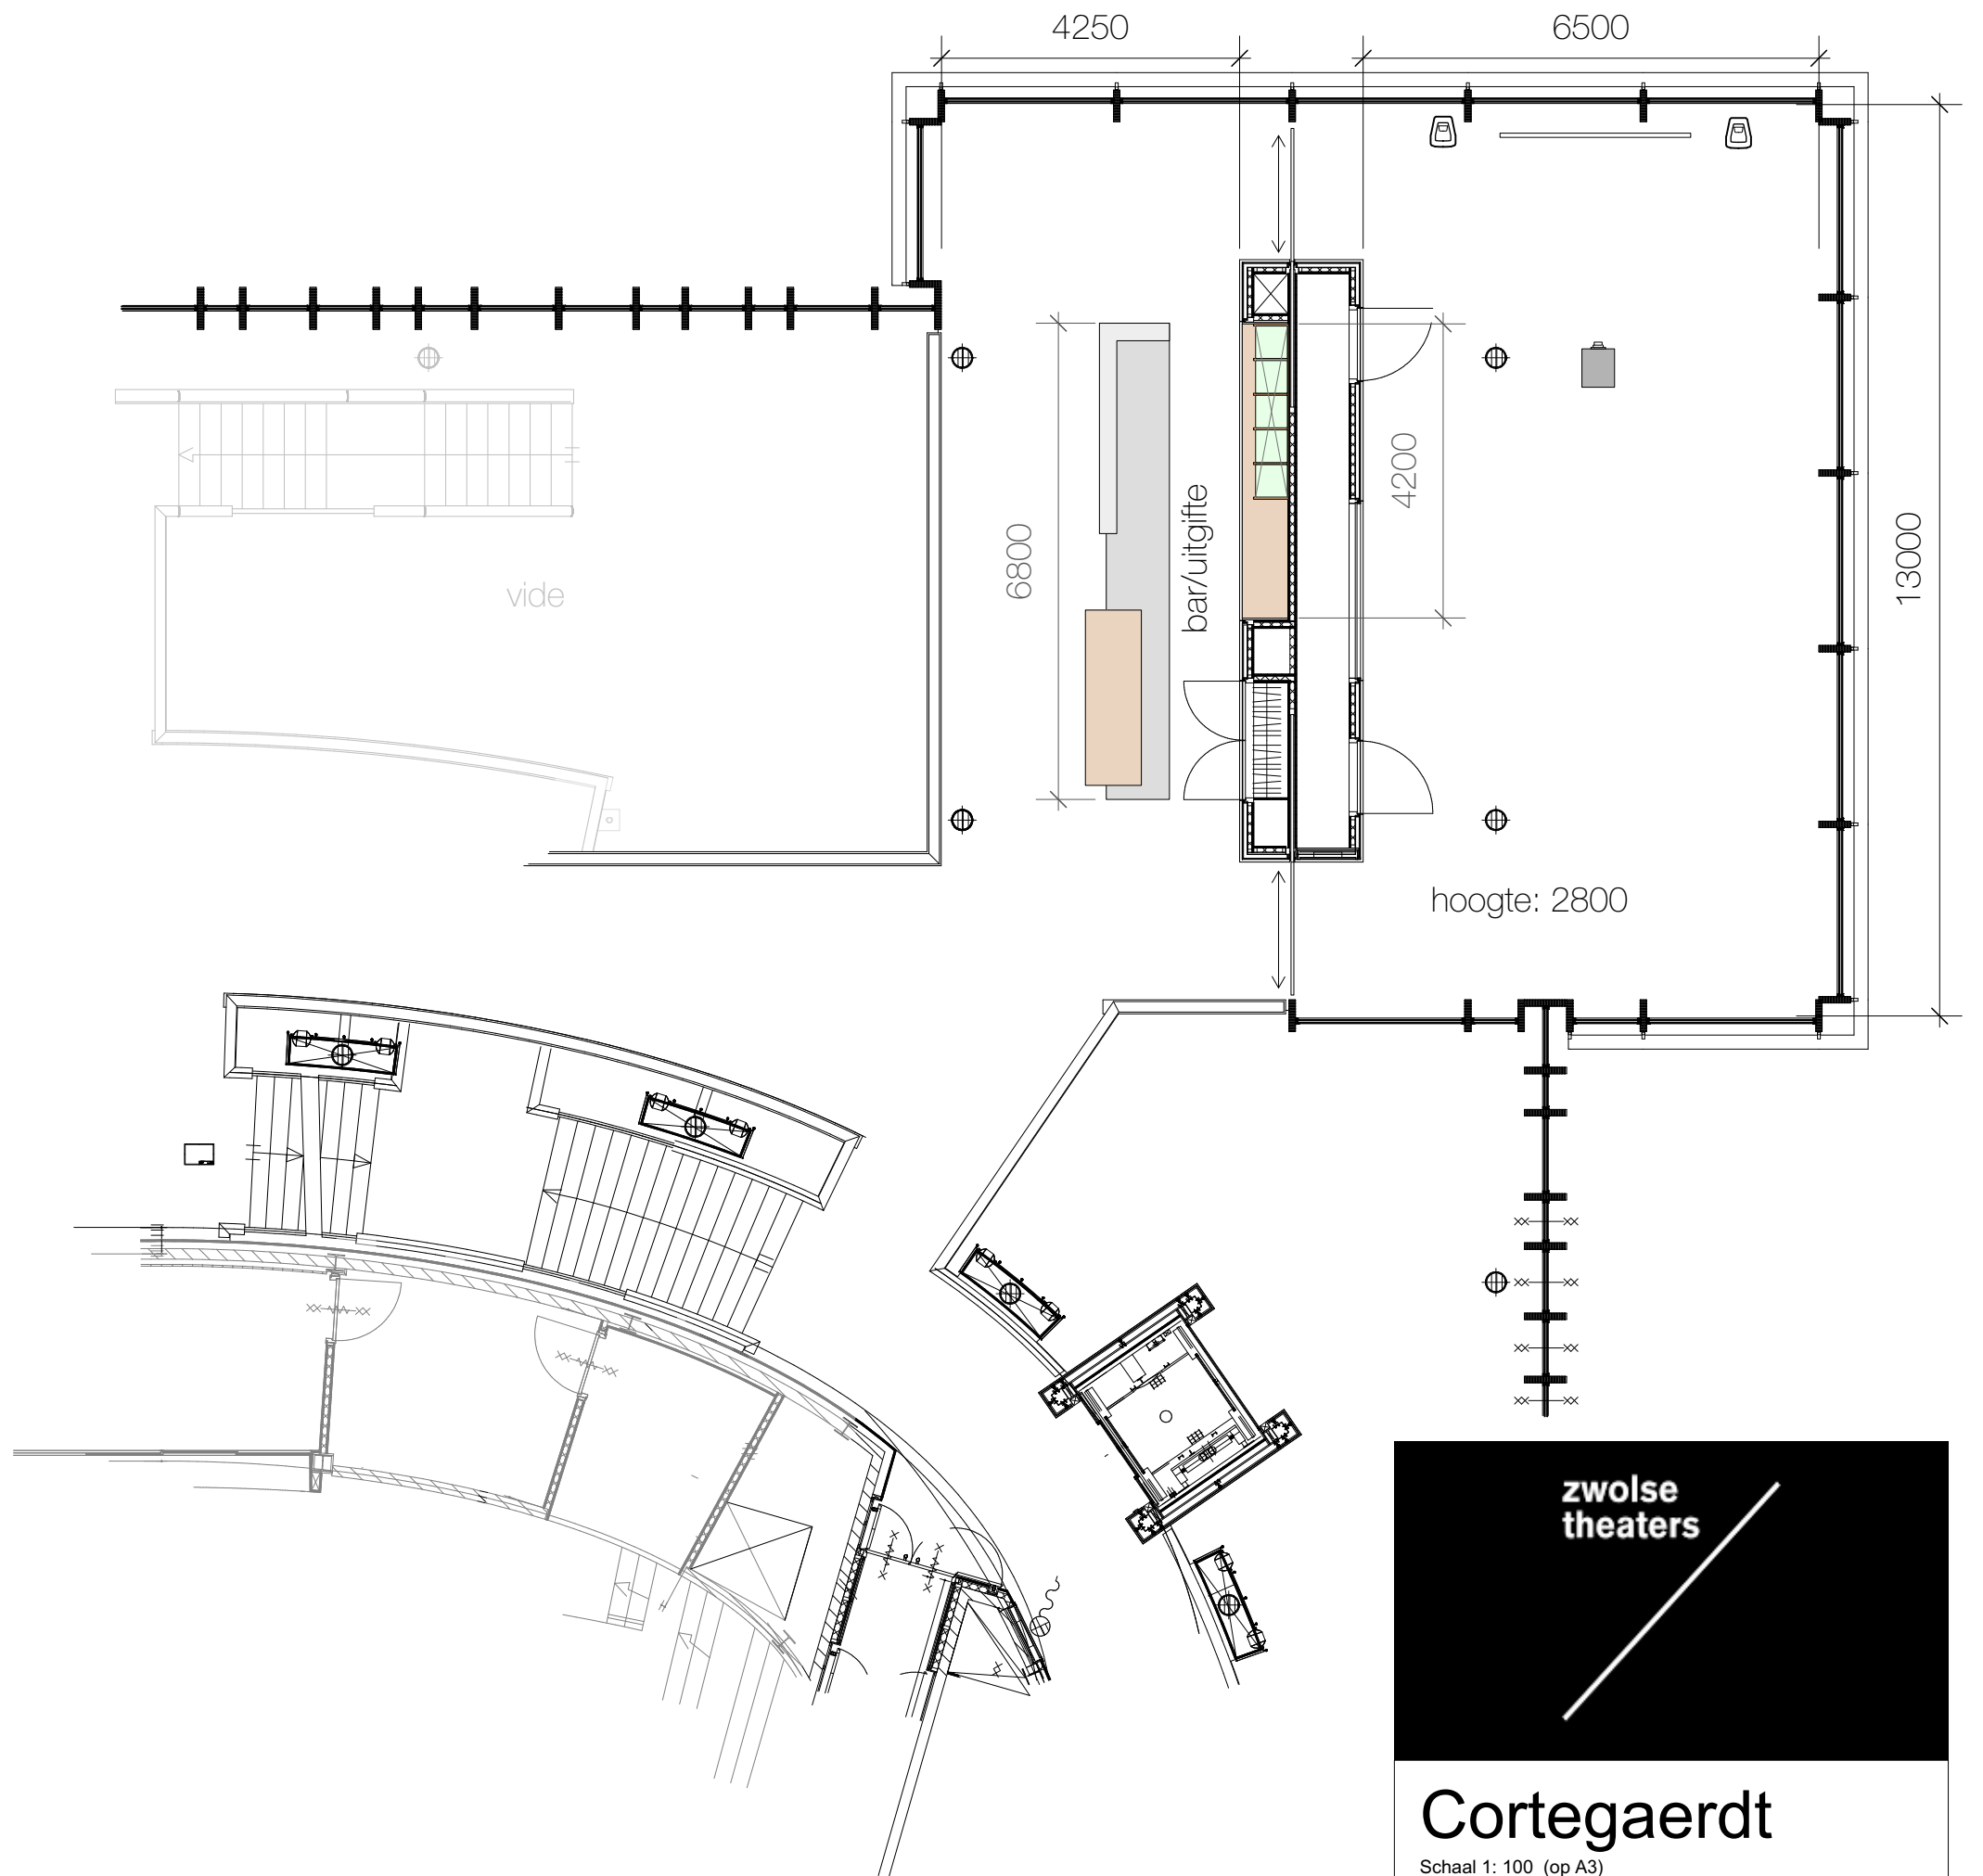 4250
6500
6800
bar/uitgifte
4200
13000
vide
hoogte: 2800
zwolse
theaters
Cortegaerdt
Schaal 1: 100 (op A3)